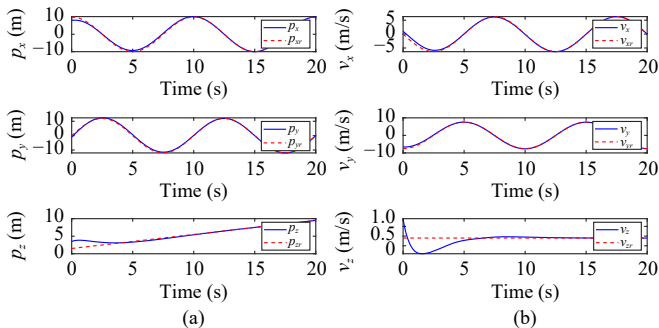 10
0
−10
p_x (m)
p_x
p_xr
0 5 10 15 20
Time (s)
5
0
−5
v_x (m/s)
v_x
v_xr
0 5 10 15 20
Time (s)
10
0
−10
p_y (m)
p_y
p_yr
0 5 10 15 20
Time (s)
10
0
−10
v_y (m/s)
v_y
v_yr
0 5 10 15 20
Time (s)
10
5
0
p_z (m)
p_z
p_zr
0 5 10 15 20
Time (s)
1.0
0.5
0
v_z (m/s)
v_z
v_zr
0 5 10 15 20
Time (s)
(a)
(b)